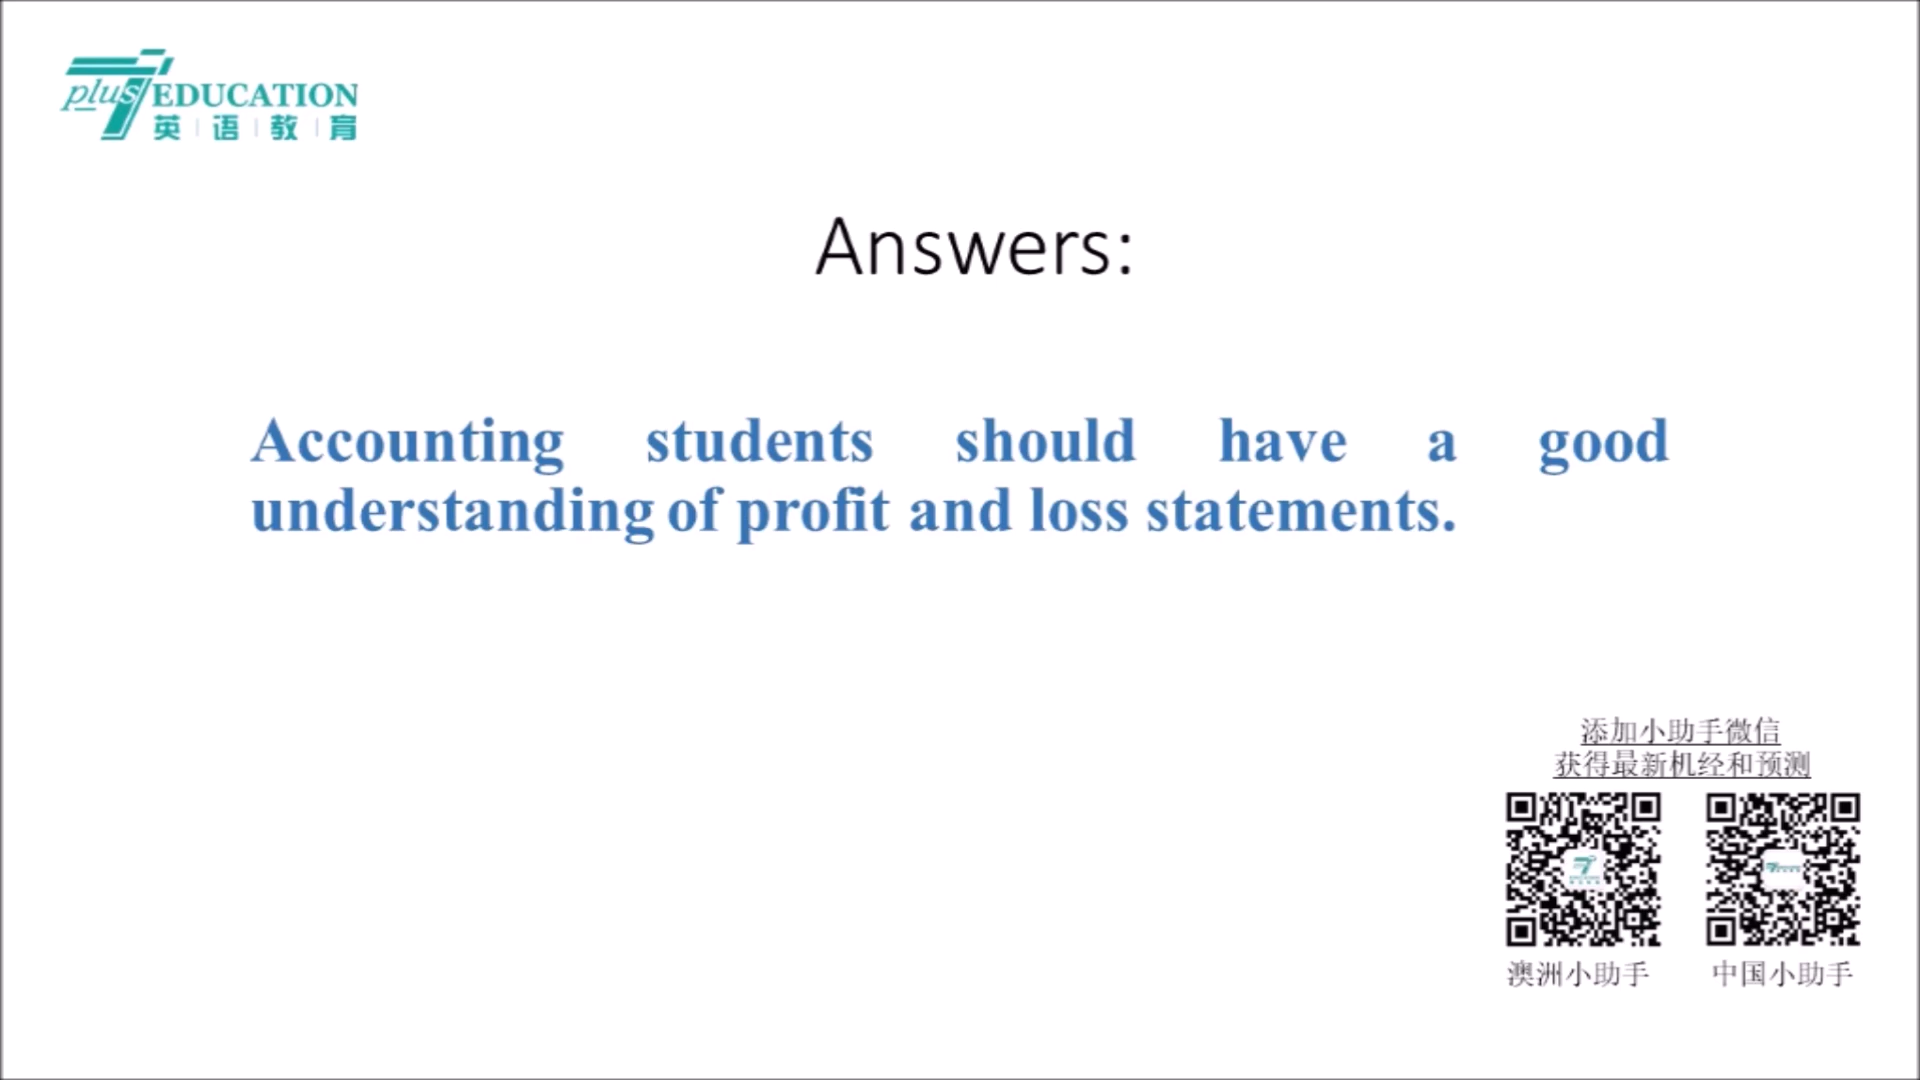 plus 7 EDUCATION
英语教育
Answers:
Accounting students should have a good
understanding of profit and loss statements.
添加小助手微信
获得最新机经和预测
澳洲小助手
中国小助手